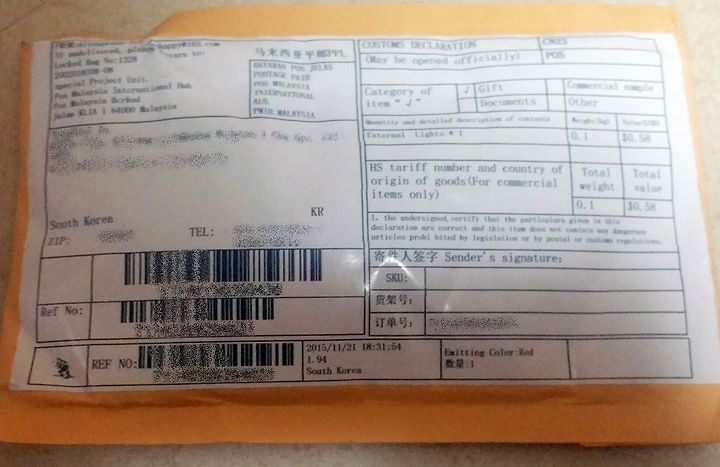 If undelivered, please
Locked Bag No:1328
special Project Unit.
Pos Malaysia International Hub.
Pos Malaysia Berhad
Jalan KLIA 1 64000 Malaysia
马来西亚平邮PPL
BAYARAN POS JELAS
POSTAGE PAID
POS MALAYSIA
INTERNATIONAL
AUB.
PMTR MALAYSIA
South Korea
KR
ZIP:
TEL:
Ref No:
REF NO:
CUSTOMS DECLARATION
(May be opened officially)
CN23
POS
Category of item "√"
√ Gift
Commercial sample
Documents
Other
Quantity and detailed description of contents
Weight(kg)
Value(USD)
External Lights * 1
0.1
$0.58
HS tariff number and country of origin of goods(For commercial items only)
Total weight
Total value
0.1
$0.58
I. the undersigned,certify that the particulars given in this
declaration are correct and this item does not contain any dangerous
articles prohi bited by legislation or by postal or customs regulations.
寄件人签字 Sender's signature:
SKU:
货架号:
订单号:
2015/11/21 18:31:54
1.94
South Korea
Emitting Color:Red
数量:1